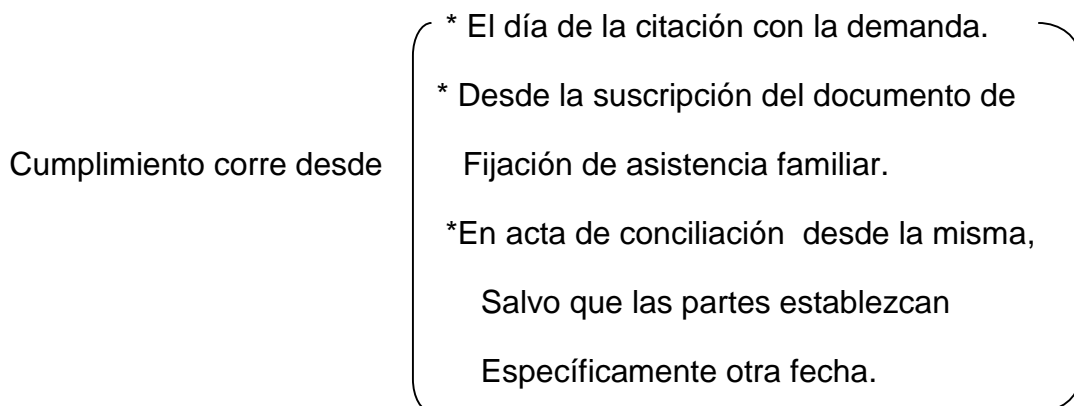 * El día de la citación con la demanda.
* Desde la suscripción del documento de
Cumplimiento corre desde
Fijación de asistencia familiar.
*En acta de conciliación desde la misma,
Salvo que las partes establezcan
Específicamente otra fecha.